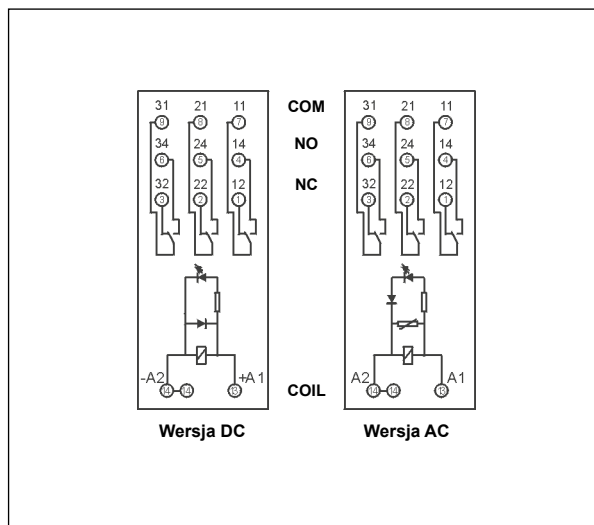 31 21 11 COM 31 21 11
9 8 7 9 8 7
34 24 14 NO 34 24 14
6 5 4 6 5 4
32 22 12 NC 32 22 12
3 2 1 3 2 1
-A2 +A1 A2 A1
14 14 13 COIL 14 14 13
Wersja DC Wersja AC